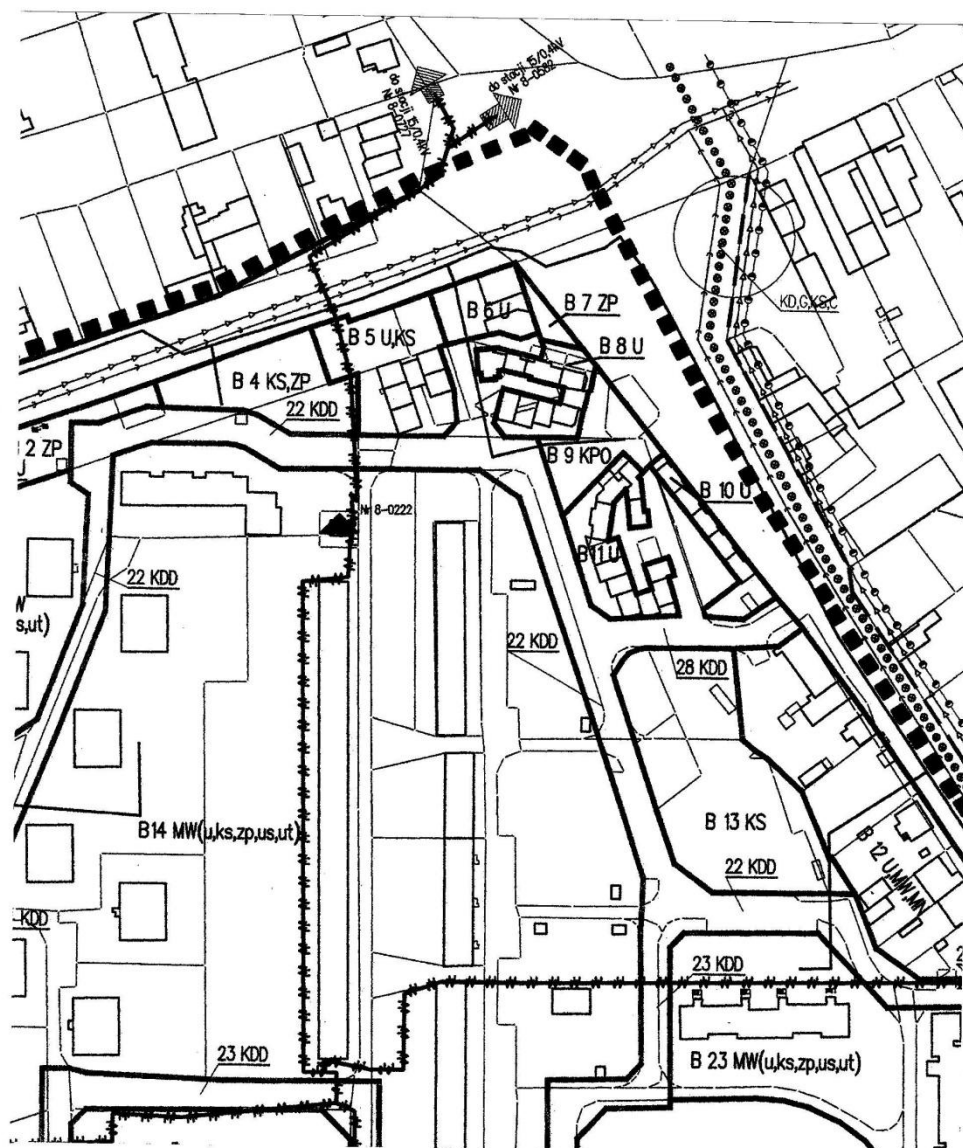 do stacji 15/0,4kV
Nr 8-0227
do stacji 15/0,4kV
Nr 8-0582
KD,G,KS,C
B 6 U
B 7 ZP
B 5 U,KS
B 8 U
B 4 KS,ZP
22 KDD
2 ZP
B 9 KPO
B 10 U
Nr 8-0222
B 11 U
22 KDD
s,ut)
22 KDD
28 KDD
B14 MW(u,ks,zp,us,ut)
B 13 KS
B 12 U,MW,MN
22 KDD
KDD
23 KDD
23 KDD
B 23 MW(u,ks,zp,us,ut)